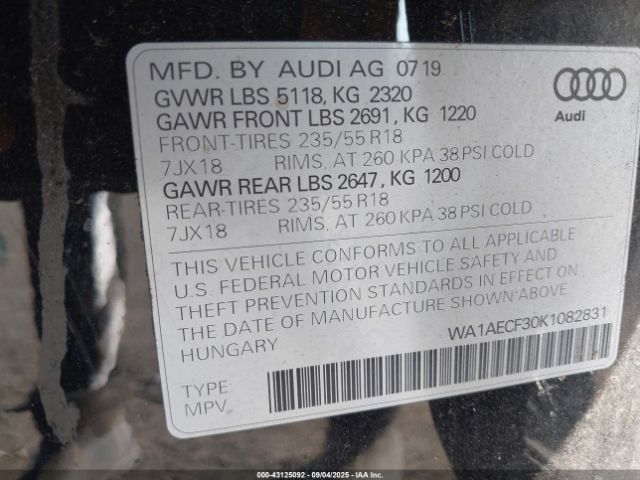 MFD. BY AUDI AG 07 19
GVWR LBS 5118, KG 2320
GAWR FRONT LBS 2691, KG 1220
FRONT-TIRES 235/55 R18
7JX18 RIMS, AT 260 KPA 38 PSI COLD
GAWR REAR LBS 2647, KG 1200
REAR-TIRES 235/55 R18
7JX18 RIMS, AT 260 KPA 38 PSI COLD
Audi
THIS VEHICLE CONFORMS TO ALL APPLICABLE
U.S. FEDERAL MOTOR VEHICLE SAFETY AND
THEFT PREVENTION STANDARDS IN EFFECT ON
THE DATE OF MANUFACTURE SHOWN ABOVE
HUNGARY
WA1AECF30K1082831
TYPE
MPV
000-43125092 - 09/04/2025 - IAA Inc.